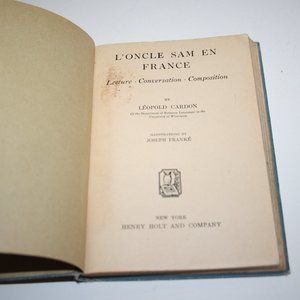 L'ONCLE SAM EN
FRANCE
Lecture · Conversation · Composition
BY
LÉOPOLD CARDON
Of the Department of Romance Languages in the
University of Wisconsin
ILLUSTRATIONS BY
JOSEPH FRANKÉ
NEW YORK
HENRY HOLT AND COMPANY